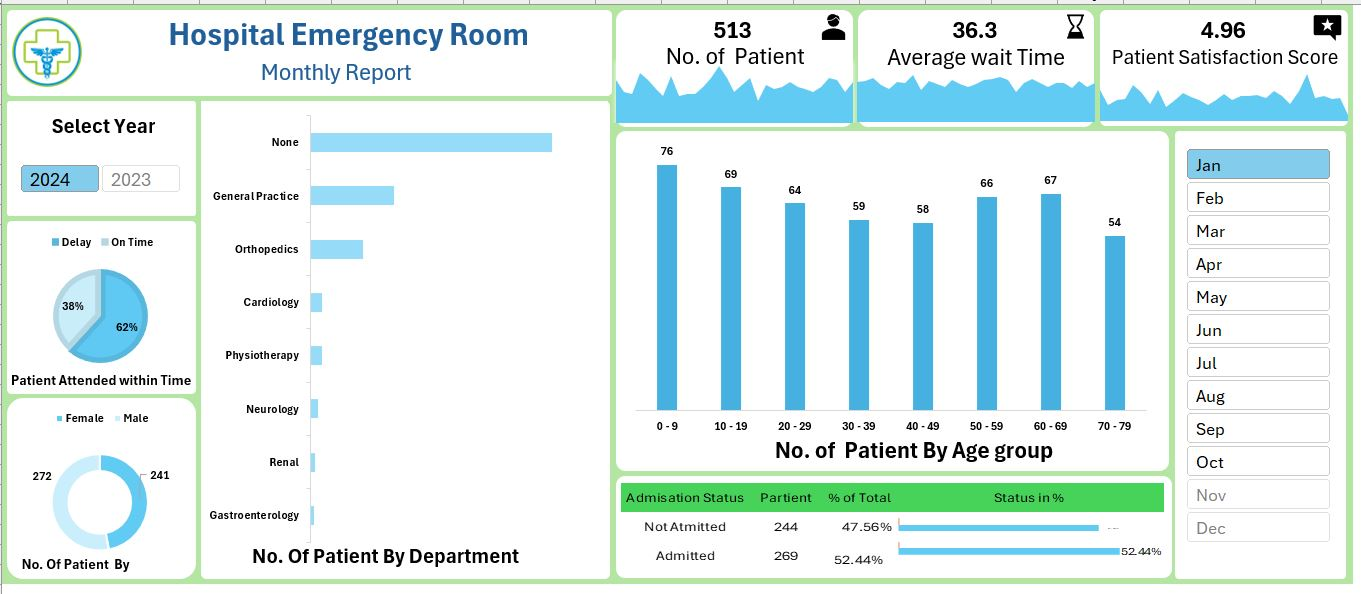 Hospital Emergency Room
Monthly Report
513
No. of Patient
36.3
Average wait Time
4.96
Patient Satisfaction Score
Select Year
2024
2023
Delay
On Time
38%
62%
Patient Attended within Time
Female
Male
272
241
No. Of Patient By
None
General Practice
Orthopedics
Cardiology
Physiotherapy
Neurology
Renal
Gastroenterology
No. Of Patient By Department
76
69
64
59
58
66
67
54
0 - 9
10 - 19
20 - 29
30 - 39
40 - 49
50 - 59
60 - 69
70 - 79
No. of Patient By Age group
Admisation Status Partient % of Total Status in %
Not Atmitted 244 47.56%
Admitted 269 52.44% 52.44%
Jan
Feb
Mar
Apr
May
Jun
Jul
Aug
Sep
Oct
Nov
Dec